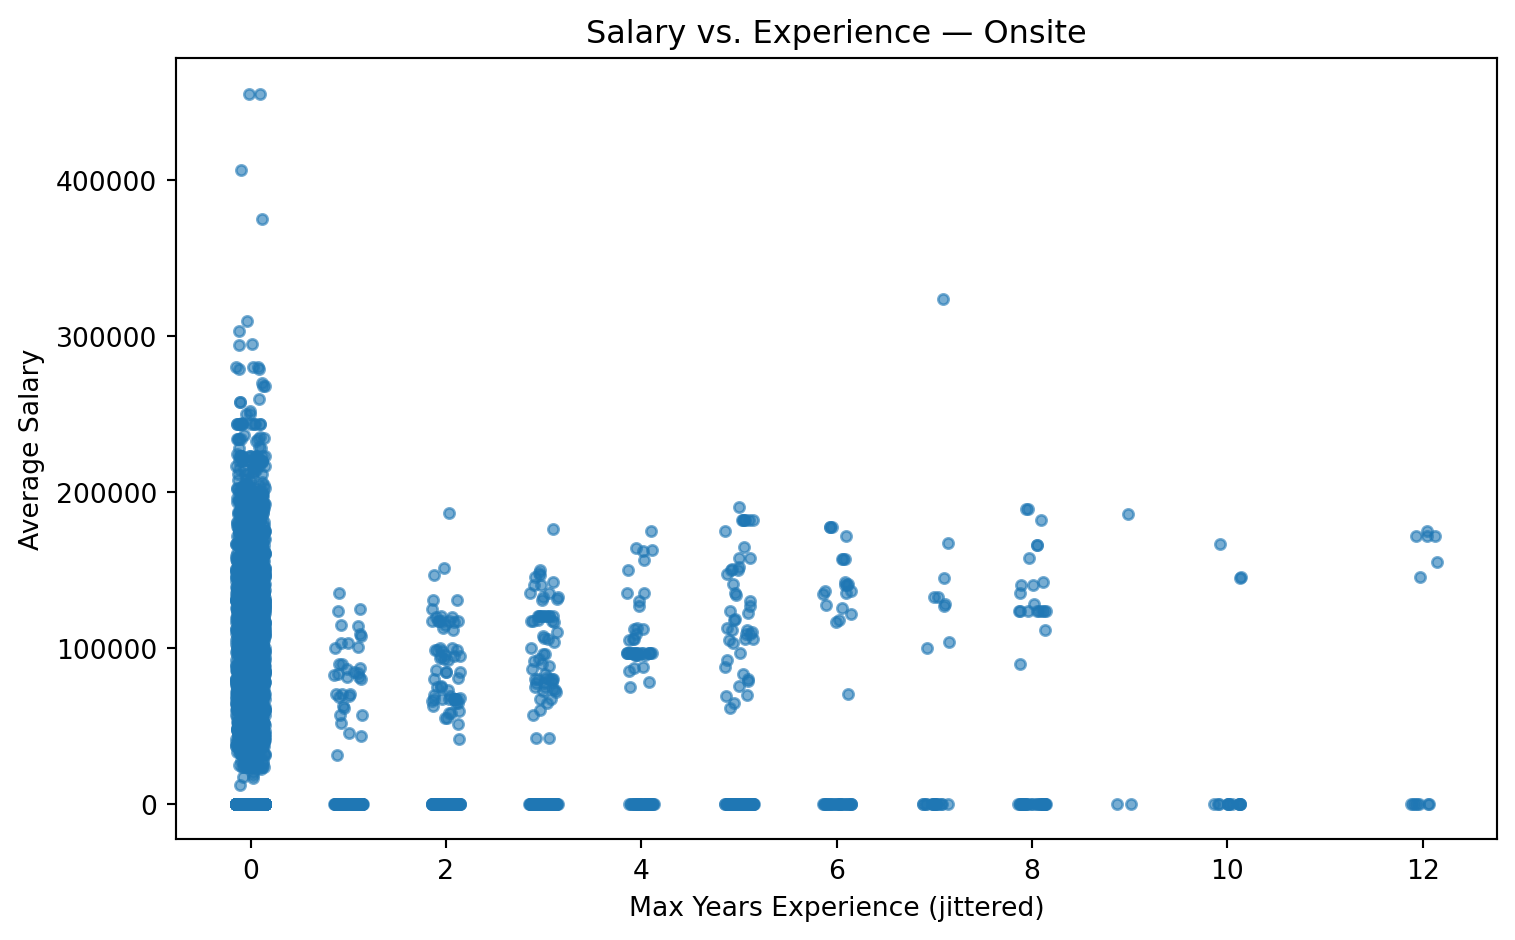 Salary vs. Experience — Onsite
Average Salary
400000
300000
200000
100000
0
0 2 4 6 8 10 12
Max Years Experience (jittered)